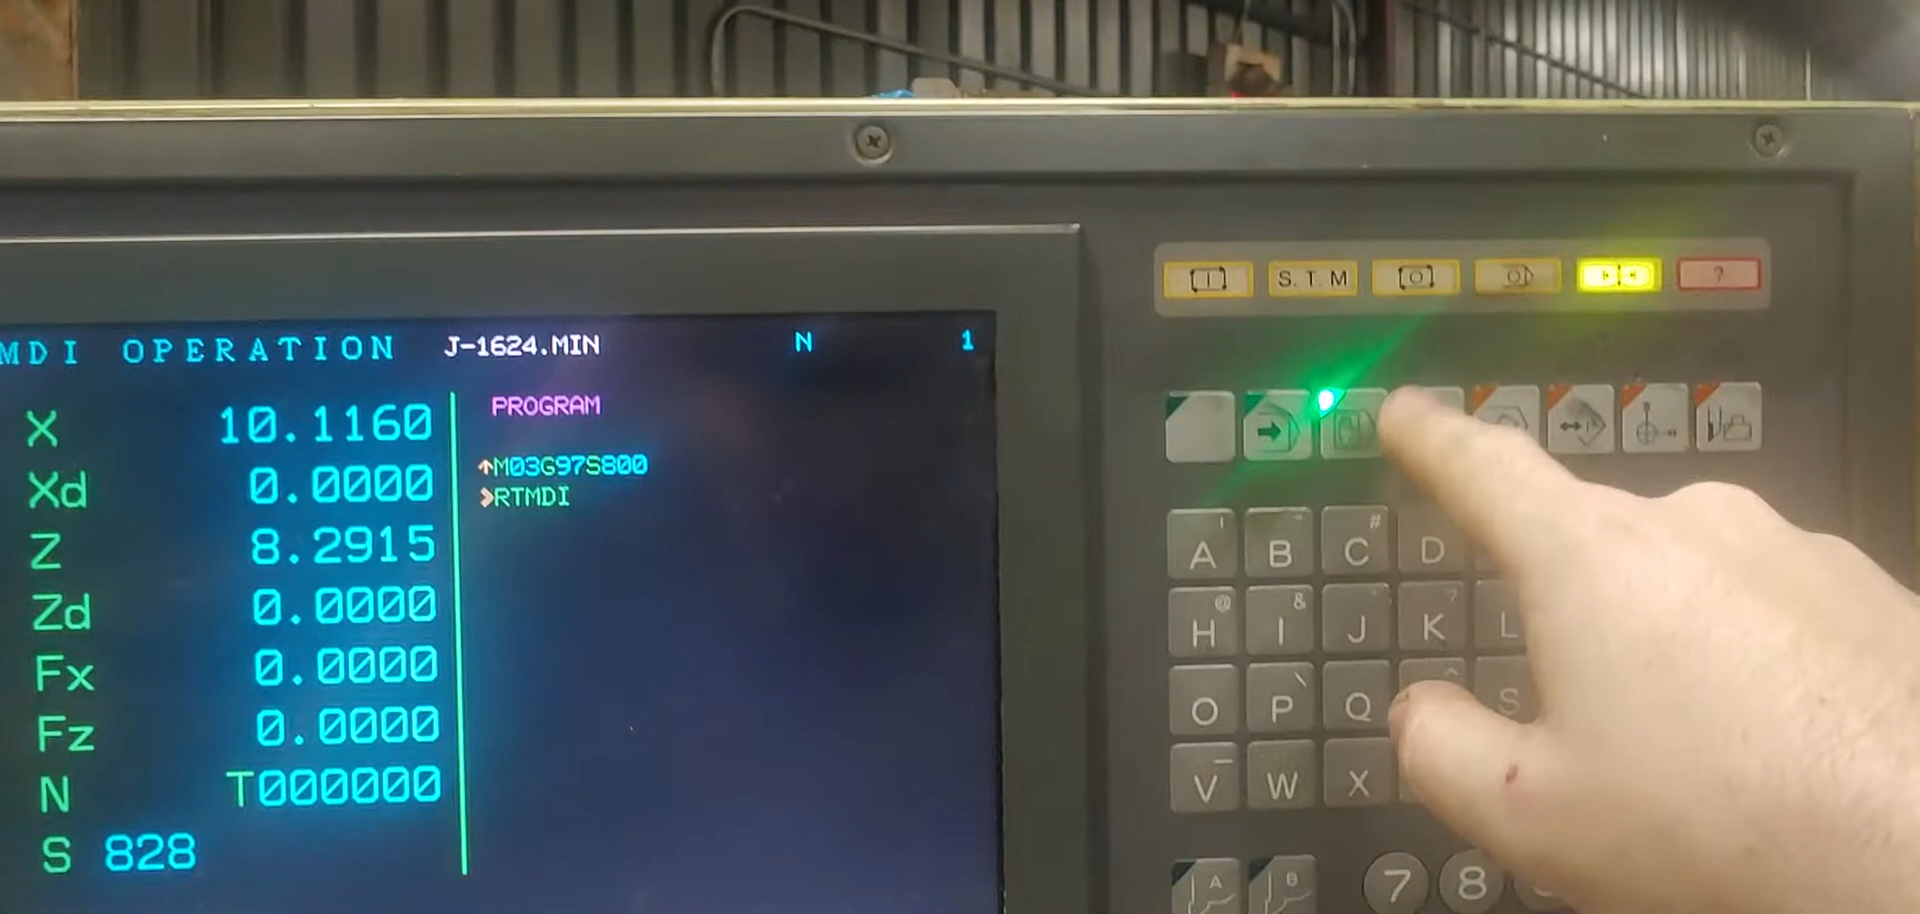 S. T. M
?
MDI OPERATION J-1624.MIN N 1
X 10.1160
Xd 0.0000
Z 8.2915
Zd 0.0000
Fx 0.0000
Fz 0.0000
N T000000
S 828
PROGRAM
↑M03G97S800
>RTMDI
A B C # D
H @ I & J K L
O P \ Q S
V W X
A B 7 8